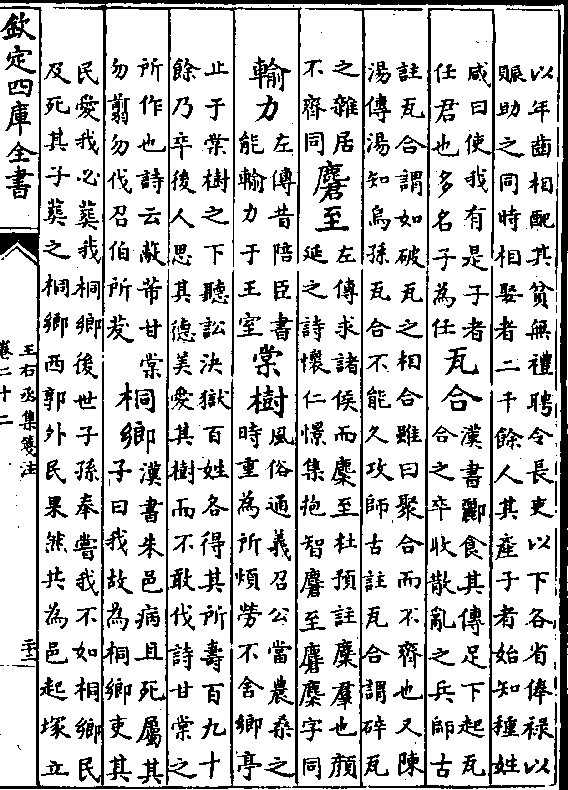 以年齒相配其貧無禮聘令長吏以下各省俸祿以
賑助之同時相娶者二千餘人其產子者始知種姓
咸曰使我有是子者
任君也多名子為任
瓦合
漢書酈食其傳足下起瓦
合之卒收散亂之兵師古
註瓦合謂如破瓦之相合雖曰聚合而不齊也又陳
湯傳湯知烏孫瓦合不能久攻師古註瓦合謂碎瓦
之雜居
不齊同
麏至
左傳求諸侯而麇至杜預註麇羣也顏
延之詩懷仁憬集抱智麏至麏麇字同
輸力
左傳昔陪臣書
能輸力于王室
棠樹
風俗通義召公當農桑之
時重為所煩勞不舍鄉亭
止于棠樹之下聽訟決獄百姓各得其所壽百九十
餘乃卒後人思其德美愛其樹而不敢伐詩甘棠之
所作也詩云蔽芾甘棠
勿翦勿伐召伯所茇
桐鄉
漢書朱邑病且死屬其
子曰我故為桐鄉吏其
民愛我必葬我桐鄉後世子孫奉嘗我不如桐鄉民
及死其子葬之桐鄉西郭外民果然共為邑起塚立
欽定四庫全書
王右丞集箋注
卷二十二